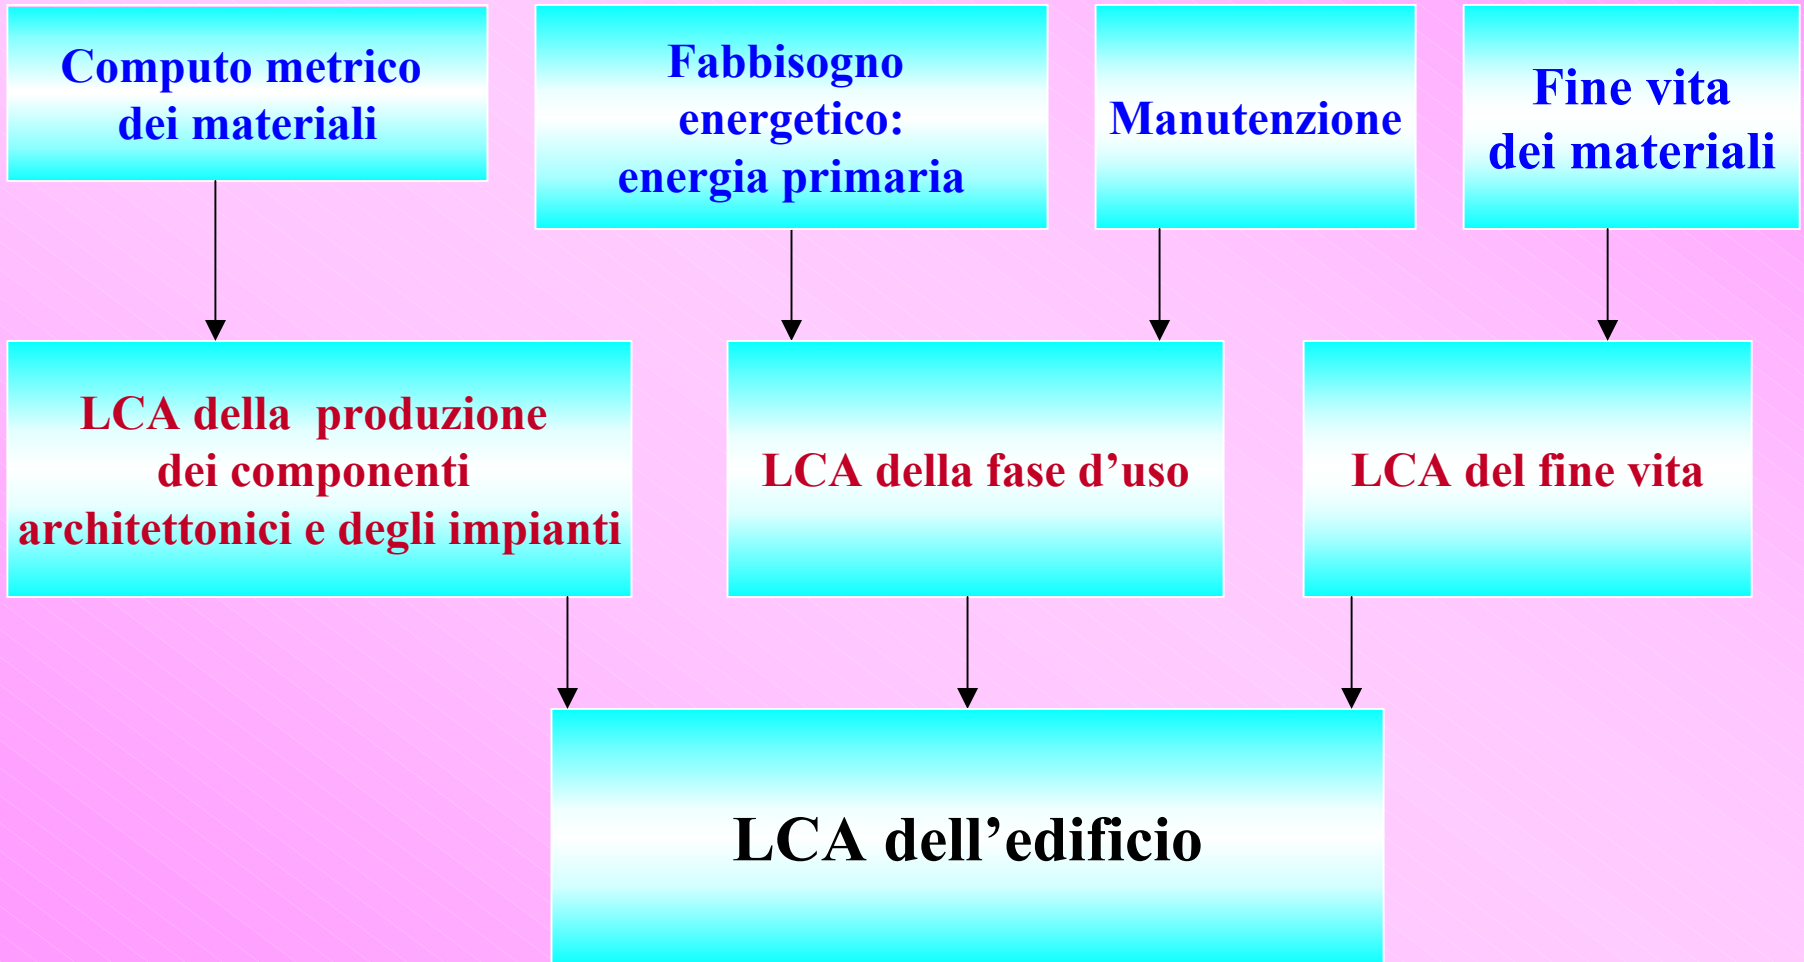 Computo metrico
dei materiali
Fabbisogno
energetico:
energia primaria
Manutenzione
Fine vita
dei materiali
LCA della  produzione
dei componenti
architettonici e degli impianti
LCA della fase d’uso
LCA del fine vita
LCA dell’edificio